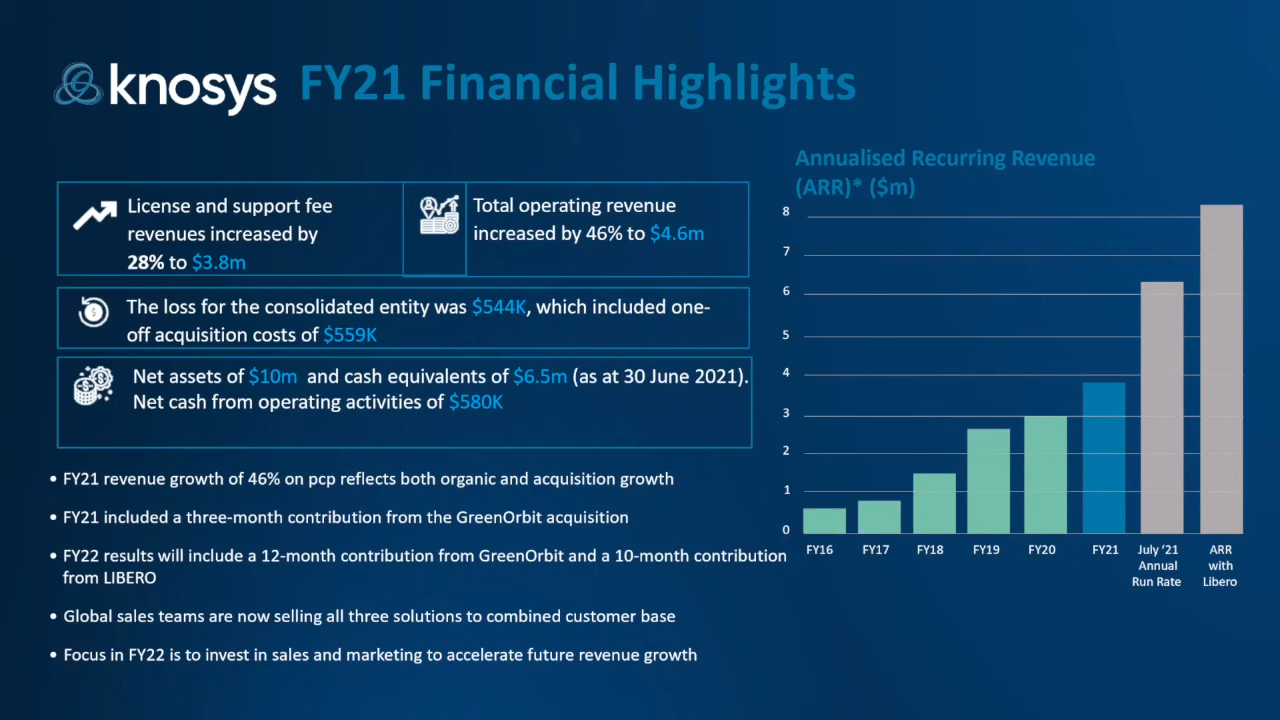 knosys FY21 Financial Highlights
License and support fee
revenues increased by
28% to $3.8m
Total operating revenue
increased by 46% to $4.6m
The loss for the consolidated entity was $544K, which included one-
off acquisition costs of $559K
Net assets of $10m and cash equivalents of $6.5m (as at 30 June 2021).
Net cash from operating activities of $580K
• FY21 revenue growth of 46% on pcp reflects both organic and acquisition growth
• FY21 included a three-month contribution from the GreenOrbit acquisition
• FY22 results will include a 12-month contribution from GreenOrbit and a 10-month contribution
from LIBERO
• Global sales teams are now selling all three solutions to combined customer base
• Focus in FY22 is to invest in sales and marketing to accelerate future revenue growth
Annualised Recurring Revenue
(ARR)* ($m)
8
7
6
5
4
3
2
1
0
FY16 FY17 FY18 FY19 FY20 FY21 July ‘21 ARR
Annual with
Run Rate Libero